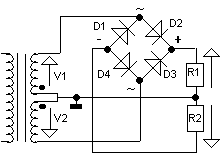 ~
D1 D2
- +
V1
D4 D3
R1
~
V2
R2